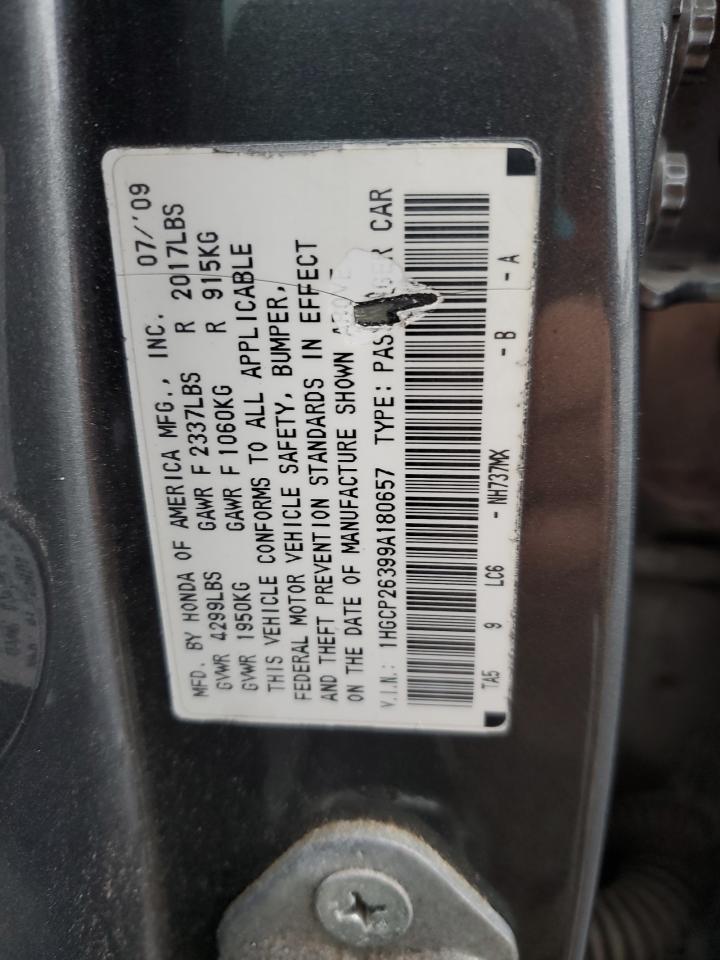 MFD. BY HONDA OF AMERICA MFG., INC. 07/'09
GVWR 4299LBS GAWR F 2337LBS R 2017LBS
GVWR 1950KG GAWR F 1060KG R 915KG
THIS VEHICLE CONFORMS TO ALL APPLICABLE
FEDERAL MOTOR VEHICLE SAFETY, BUMPER,
AND THEFT PREVENTION STANDARDS IN EFFECT
ON THE DATE OF MANUFACTURE SHOWN ABOVE
V.I.N.: 1HGCP26399A180657 TYPE: PAS ER CAR
TA5 9 LC6 - NH737MX - B - A